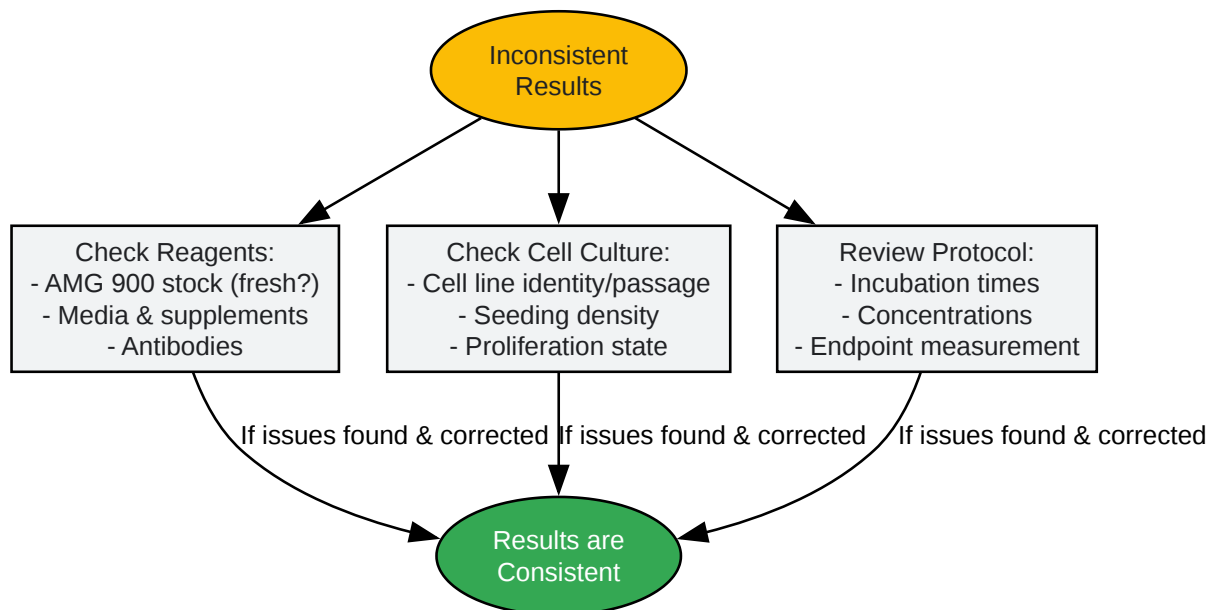 Inconsistent
Results
Check Reagents:
- AMG 900 stock (fresh?)
- Media & supplements
- Antibodies
Check Cell Culture:
- Cell line identity/passage
- Seeding density
- Proliferation state
Review Protocol:
- Incubation times
- Concentrations
- Endpoint measurement
If issues found & corrected
If issues found & corrected
If issues found & corrected
Results are
Consistent